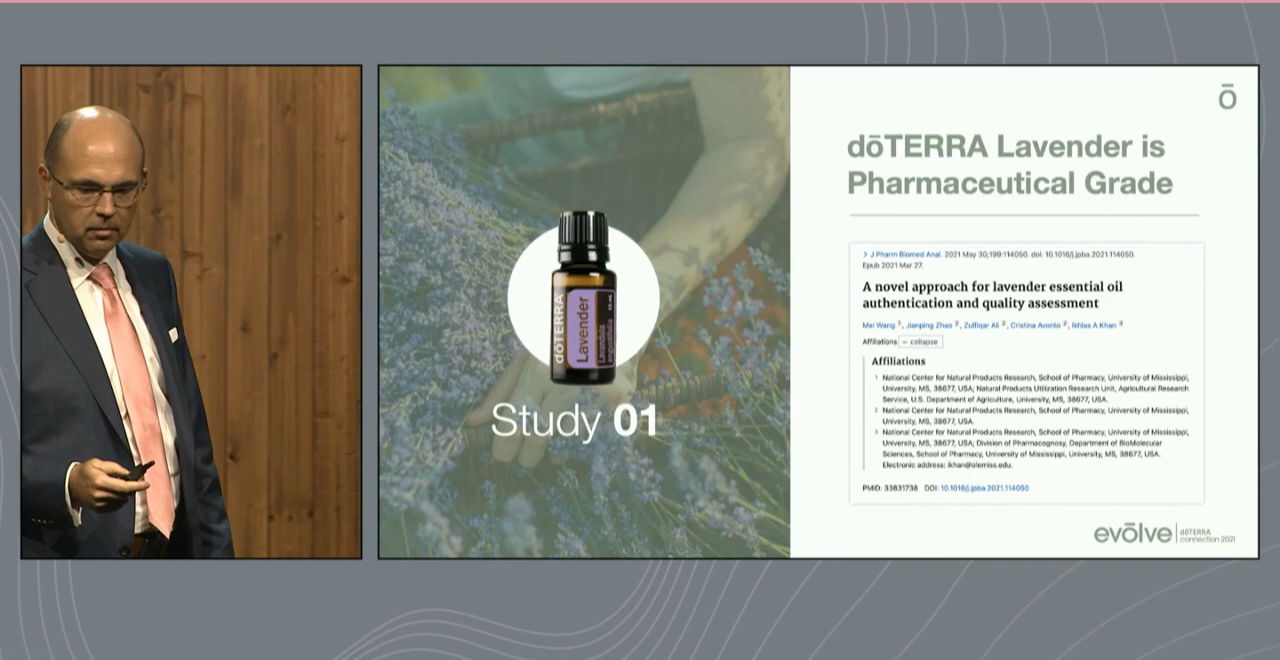 dōTERRA
Lavender
Lavandula
angustifolia
15 mL
Study 01
ō
dōTERRA Lavender is
Pharmaceutical Grade
> J Pharm Biomed Anal. 2021 May 30;199:114050. doi: 10.1016/j.jpba.2021.114050.
Epub 2021 Mar 27.
A novel approach for lavender essential oil
authentication and quality assessment
Mei Wang 1, Jianping Zhao 2, Zulfiqar Ali 2, Cristina Avonto 2, Ikhlas A Khan 3
Affiliations − collapse
Affiliations
1 National Center for Natural Products Research, School of Pharmacy, University of Mississippi,
University, MS, 38677, USA; Natural Products Utilization Research Unit, Agricultural Research
Service, U.S. Department of Agriculture, University, MS, 38677, USA.
2 National Center for Natural Products Research, School of Pharmacy, University of Mississippi,
University, MS, 38677, USA.
3 National Center for Natural Products Research, School of Pharmacy, University of Mississippi,
University, MS, 38677, USA; Division of Pharmacognosy, Department of BioMolecular
Sciences, School of Pharmacy, University of Mississippi, MS, 38677, USA.
Electronic address: ikhan@olemiss.edu.
PMID: 33831738 DOI: 10.1016/j.jpba.2021.114050
evōlve
dōTERRA
connection 2021